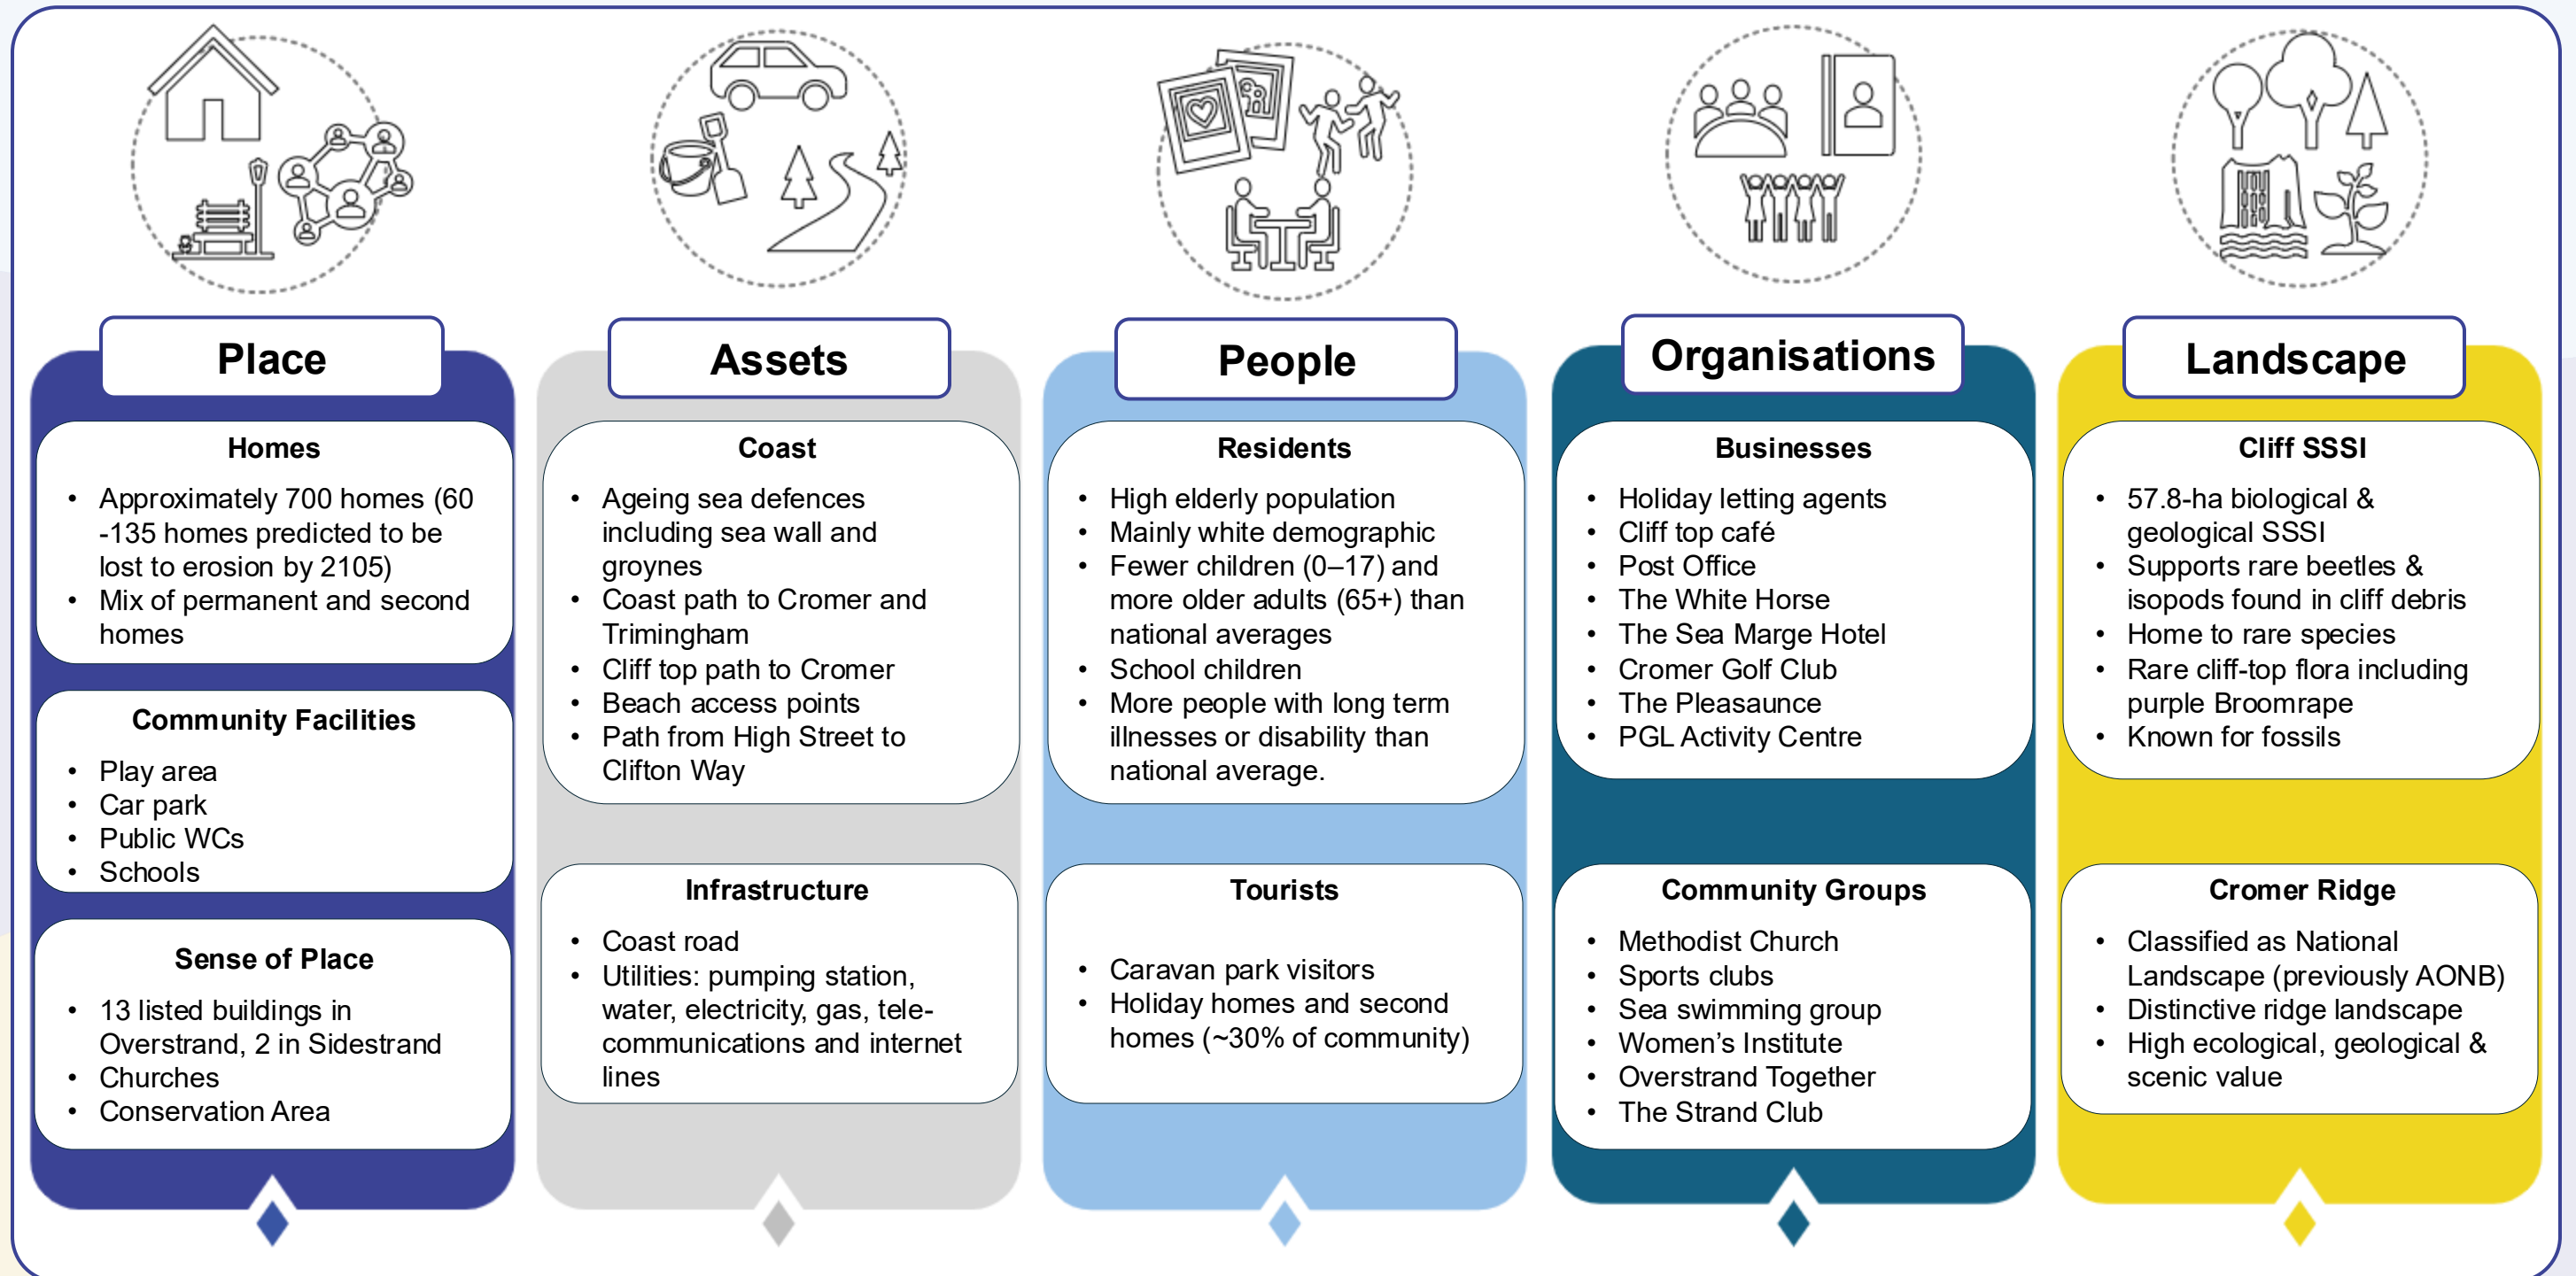 Place
Homes
• Approximately 700 homes (60
-135 homes predicted to be
lost to erosion by 2105)
• Mix of permanent and second
homes
Community Facilities
• Play area
• Car park
• Public WCs
• Schools
Sense of Place
• 13 listed buildings in
Overstrand, 2 in Sidestrand
• Churches
• Conservation Area
Assets
Coast
• Ageing sea defences
including sea wall and
groynes
• Coast path to Cromer and
Trimingham
• Cliff top path to Cromer
• Beach access points
• Path from High Street to
Clifton Way
Infrastructure
• Coast road
• Utilities: pumping station,
water, electricity, gas, tele-
communications and internet
lines
People
Residents
• High elderly population
• Mainly white demographic
• Fewer children (0–17) and
more older adults (65+) than
national averages
• School children
• More people with long term
illnesses or disability than
national average.
Tourists
• Caravan park visitors
• Holiday homes and second
homes (~30% of community)
Organisations
Businesses
• Holiday letting agents
• Cliff top café
• Post Office
• The White Horse
• The Sea Marge Hotel
• Cromer Golf Club
• The Pleasaunce
• PGL Activity Centre
Community Groups
• Methodist Church
• Sports clubs
• Sea swimming group
• Women’s Institute
• Overstrand Together
• The Strand Club
Landscape
Cliff SSSI
• 57.8-ha biological &
geological SSSI
• Supports rare beetles &
isopods found in cliff debris
• Home to rare species
• Rare cliff-top flora including
purple Broomrape
• Known for fossils
Cromer Ridge
• Classified as National
Landscape (previously AONB)
• Distinctive ridge landscape
• High ecological, geological &
scenic value